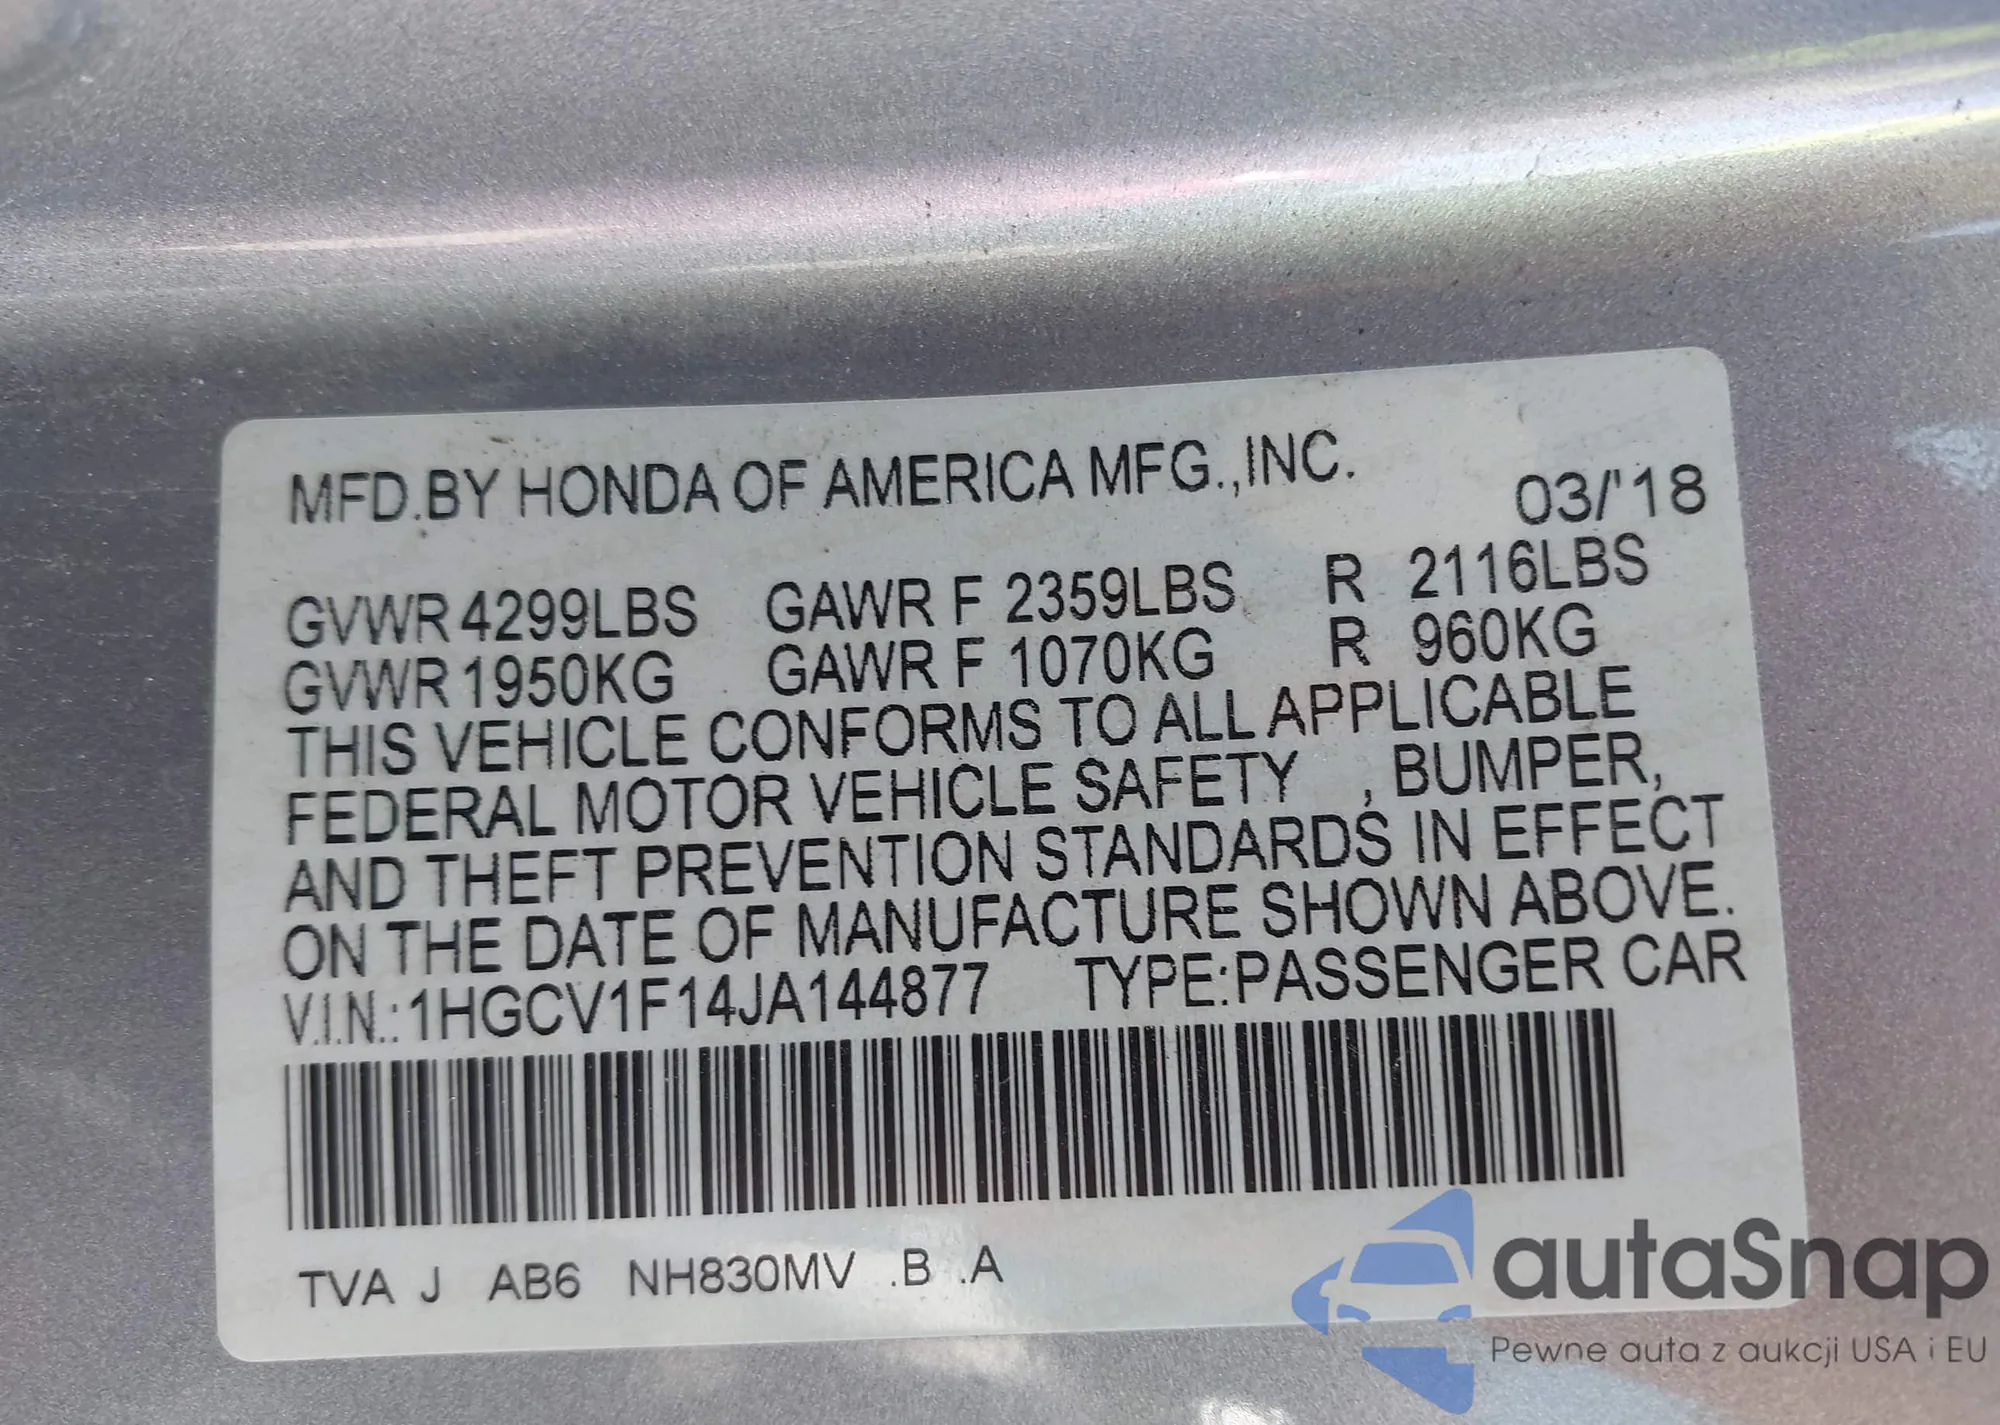 MFD.BY HONDA OF AMERICA MFG.,INC.
03/'18
GVWR 4299LBS GAWR F 2359LBS R 2116LBS
GVWR 1950KG GAWR F 1070KG R 960KG
THIS VEHICLE CONFORMS TO ALL APPLICABLE
FEDERAL MOTOR VEHICLE SAFETY , BUMPER,
AND THEFT PREVENTION STANDARDS IN EFFECT
ON THE DATE OF MANUFACTURE SHOWN ABOVE.
V.I.N.:1HGCV1F14JA144877 TYPE:PASSENGER CAR
TVA J AB6 NH830MV .B .A
autaSnap
Pewne auta z aukcji USA i EU